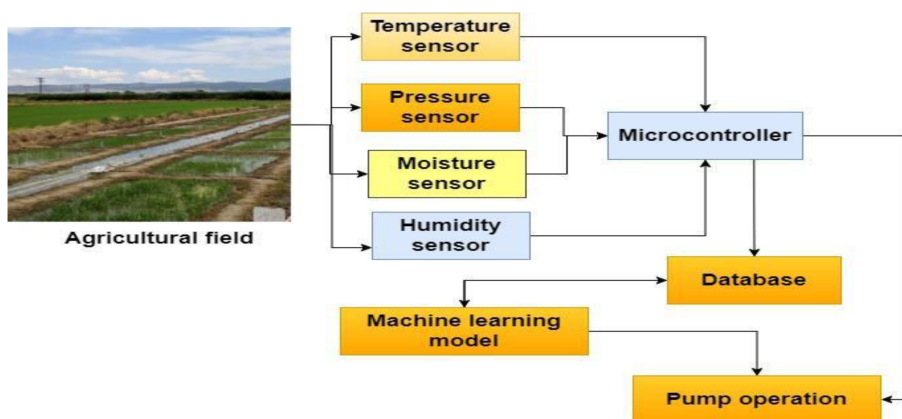 Temperature
sensor
Pressure
sensor
Microcontroller
Moisture
sensor
Agricultural field
Humidity
sensor
Database
Machine learning
model
Pump operation